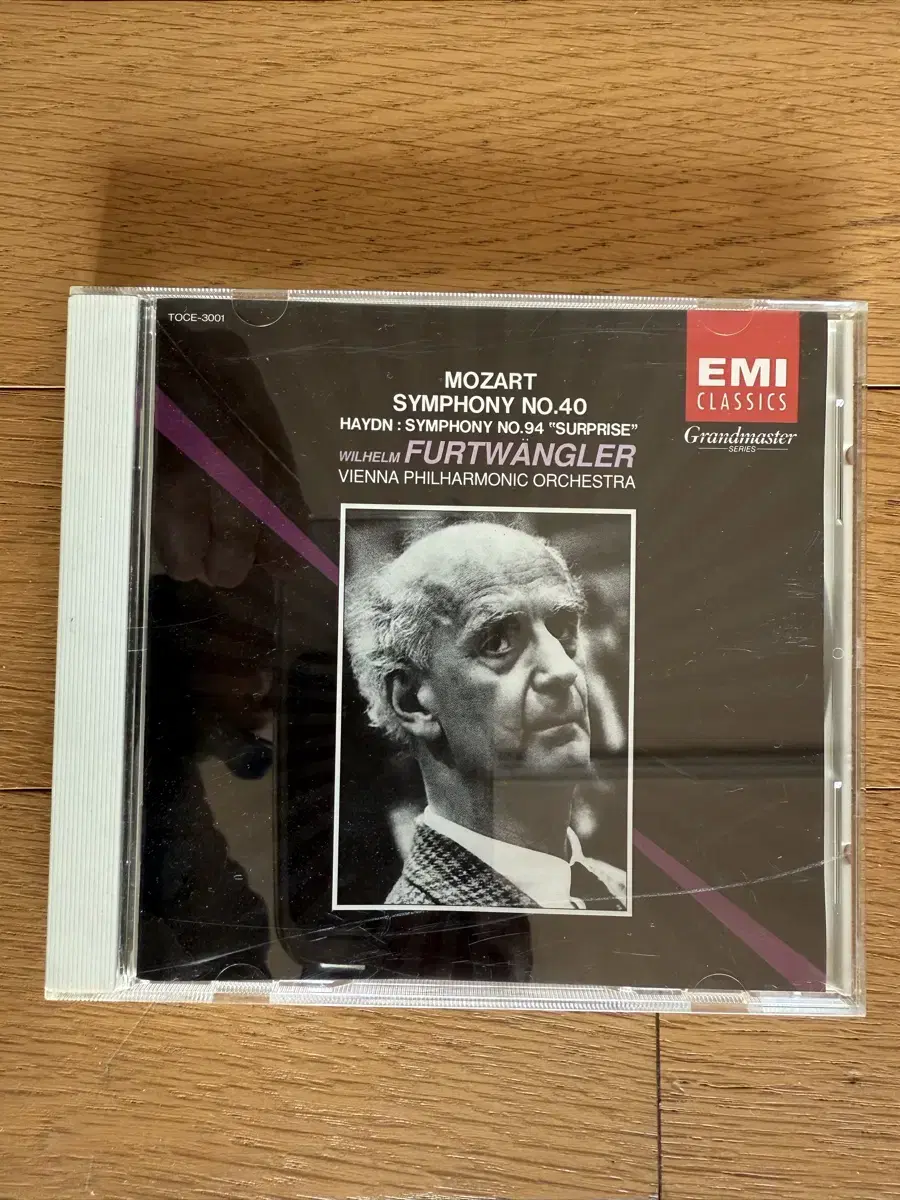 TOCE-3001
MOZART
SYMPHONY NO.40
HAYDN : SYMPHONY NO.94 "SURPRISE"
WILHELM FURTWÄNGLER
VIENNA PHILHARMONIC ORCHESTRA
EMI
CLASSICS
Grandmaster
SERIES